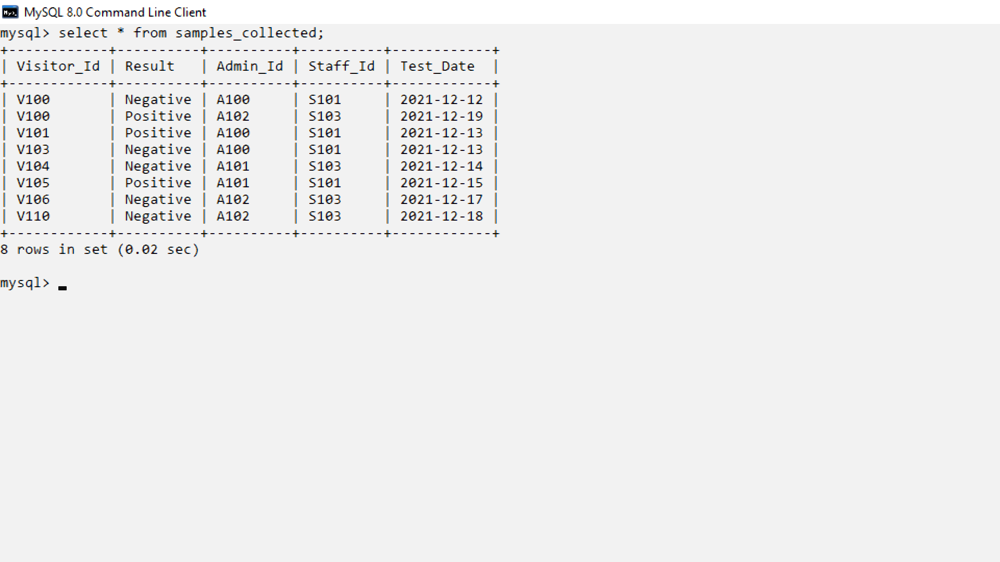 MySQL 8.0 Command Line Client
mysql> select * from samples_collected;
+------------+----------+----------+----------+------------+
| Visitor_Id | Result   | Admin_Id | Staff_Id | Test_Date  |
+------------+----------+----------+----------+------------+
| V100       | Negative | A100     | S101     | 2021-12-12 |
| V100       | Positive | A102     | S103     | 2021-12-19 |
| V101       | Positive | A100     | S101     | 2021-12-13 |
| V103       | Negative | A100     | S101     | 2021-12-13 |
| V104       | Negative | A101     | S103     | 2021-12-14 |
| V105       | Positive | A101     | S101     | 2021-12-15 |
| V106       | Negative | A102     | S103     | 2021-12-17 |
| V110       | Negative | A102     | S103     | 2021-12-18 |
+------------+----------+----------+----------+------------+
8 rows in set (0.02 sec)
mysql> _